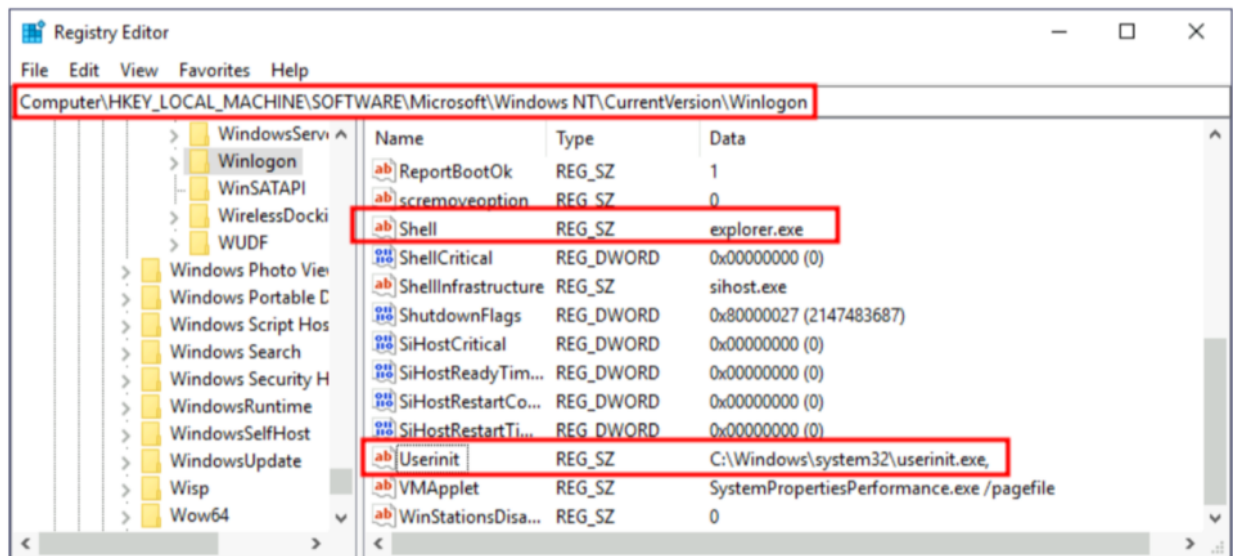 Registry Editor
File Edit View Favorites Help
Computer\HKEY_LOCAL_MACHINE\SOFTWARE\Microsoft\Windows NT\CurrentVersion\Winlogon
WindowsServ
Winlogon
WinSATAPI
WirelessDocki
WUDF
Windows Photo Vie
Windows Portable D
Windows Script Hos
Windows Search
Windows Security H
WindowsRuntime
WindowsSelfHost
WindowsUpdate
Wisp
Wow64
Name Type Data
ReportBootOk REG_SZ 1
scremoveoption REG_SZ 0
Shell REG_SZ explorer.exe
ShellCritical REG_DWORD 0x00000000 (0)
ShellInfrastructure REG_SZ sihost.exe
ShutdownFlags REG_DWORD 0x80000027 (2147483687)
SiHostCritical REG_DWORD 0x00000000 (0)
SiHostReadyTim... REG_DWORD 0x00000000 (0)
SiHostRestartCo... REG_DWORD 0x00000000 (0)
SiHostRestartTi... REG_DWORD 0x00000000 (0)
Userinit REG_SZ C:\Windows\system32\userinit.exe,
VMApplet REG_SZ SystemPropertiesPerformance.exe /pagefile
WinStationsDisa... REG_SZ 0